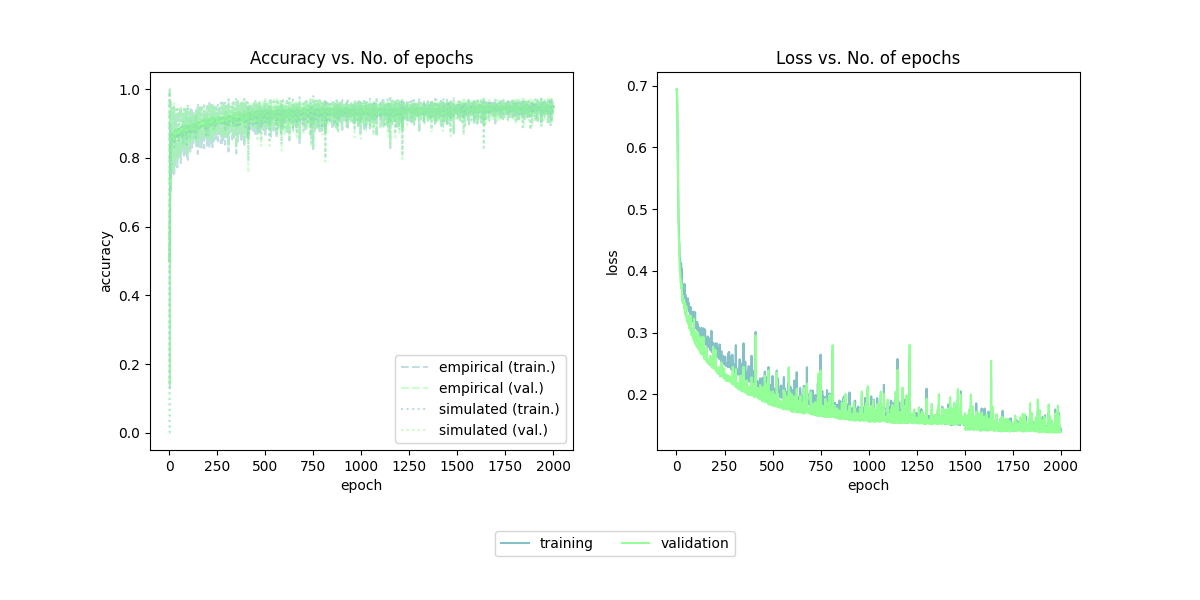 Accuracy vs. No. of epochs
accuracy
1.0
0.8
0.6
0.4
0.2
0.0
empirical (train.)
empirical (val.)
simulated (train.)
simulated (val.)
0 250 500 750 1000 1250 1500 1750 2000
epoch
Loss vs. No. of epochs
loss
0.7
0.6
0.5
0.4
0.3
0.2
0 250 500 750 1000 1250 1500 1750 2000
epoch
training validation